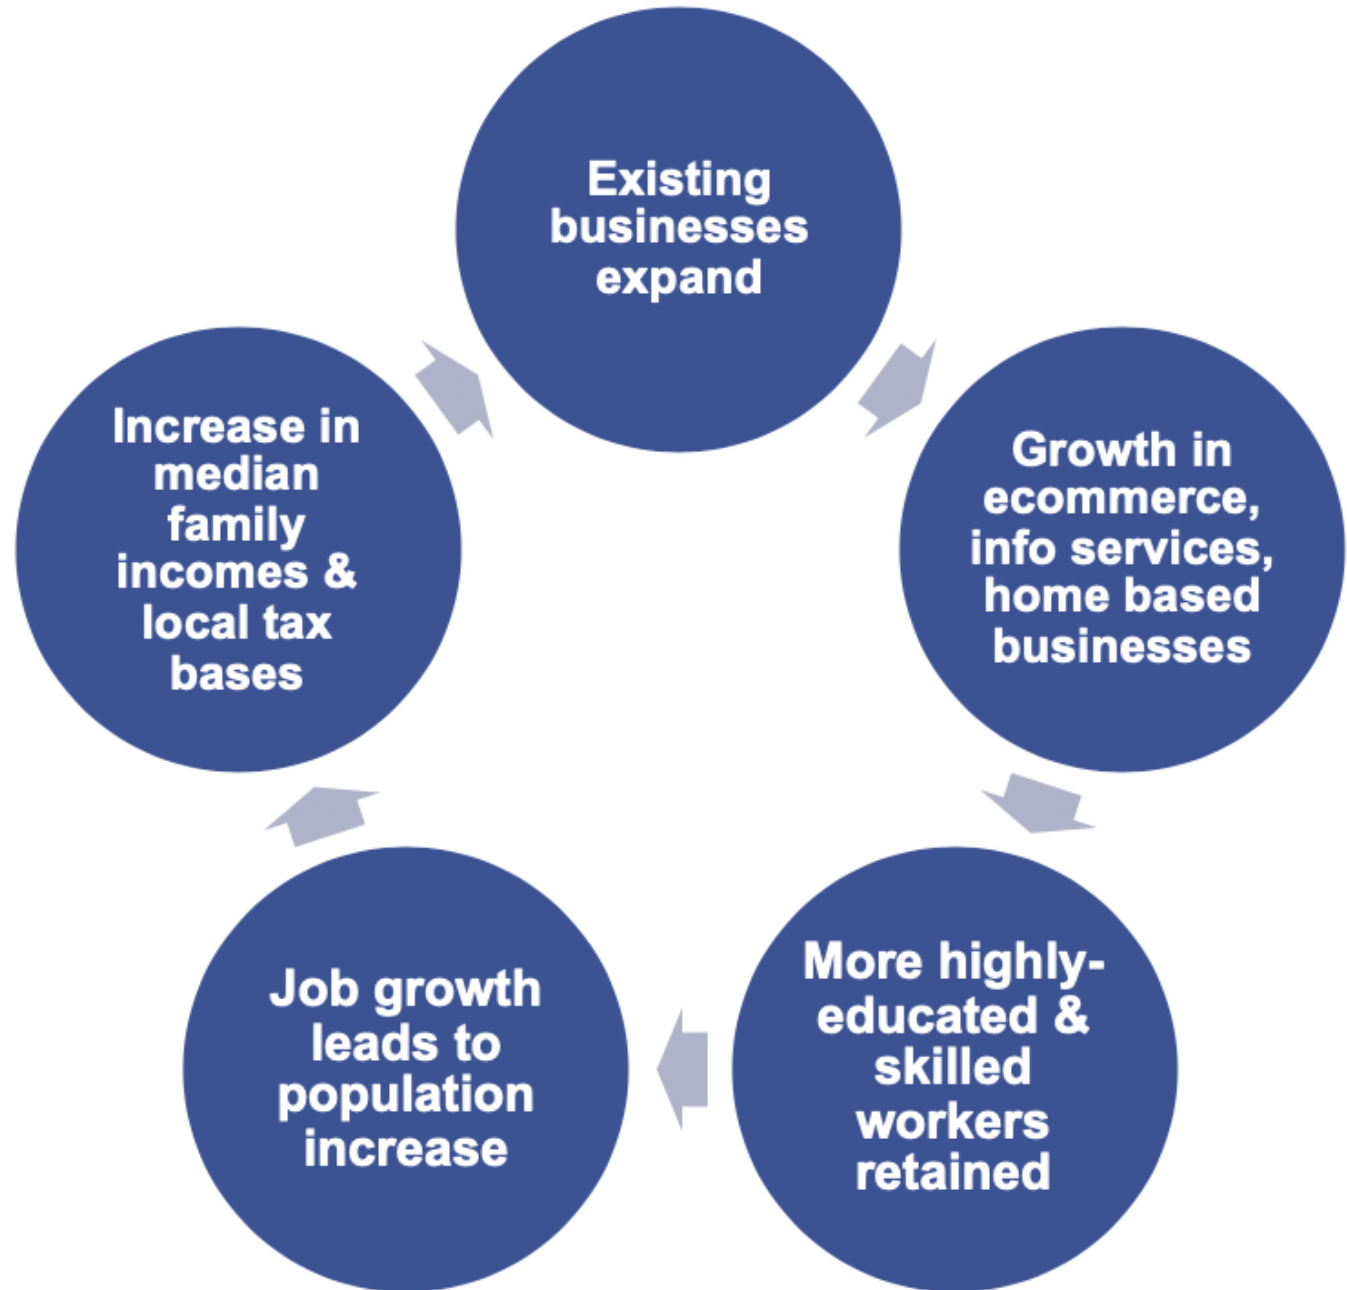 Existing
businesses
expand
Growth in
ecommerce,
info services,
home based
businesses
More highly-
educated &
skilled
workers
retained
Job growth
leads to
population
increase
Increase in
median
family
incomes &
local tax
bases